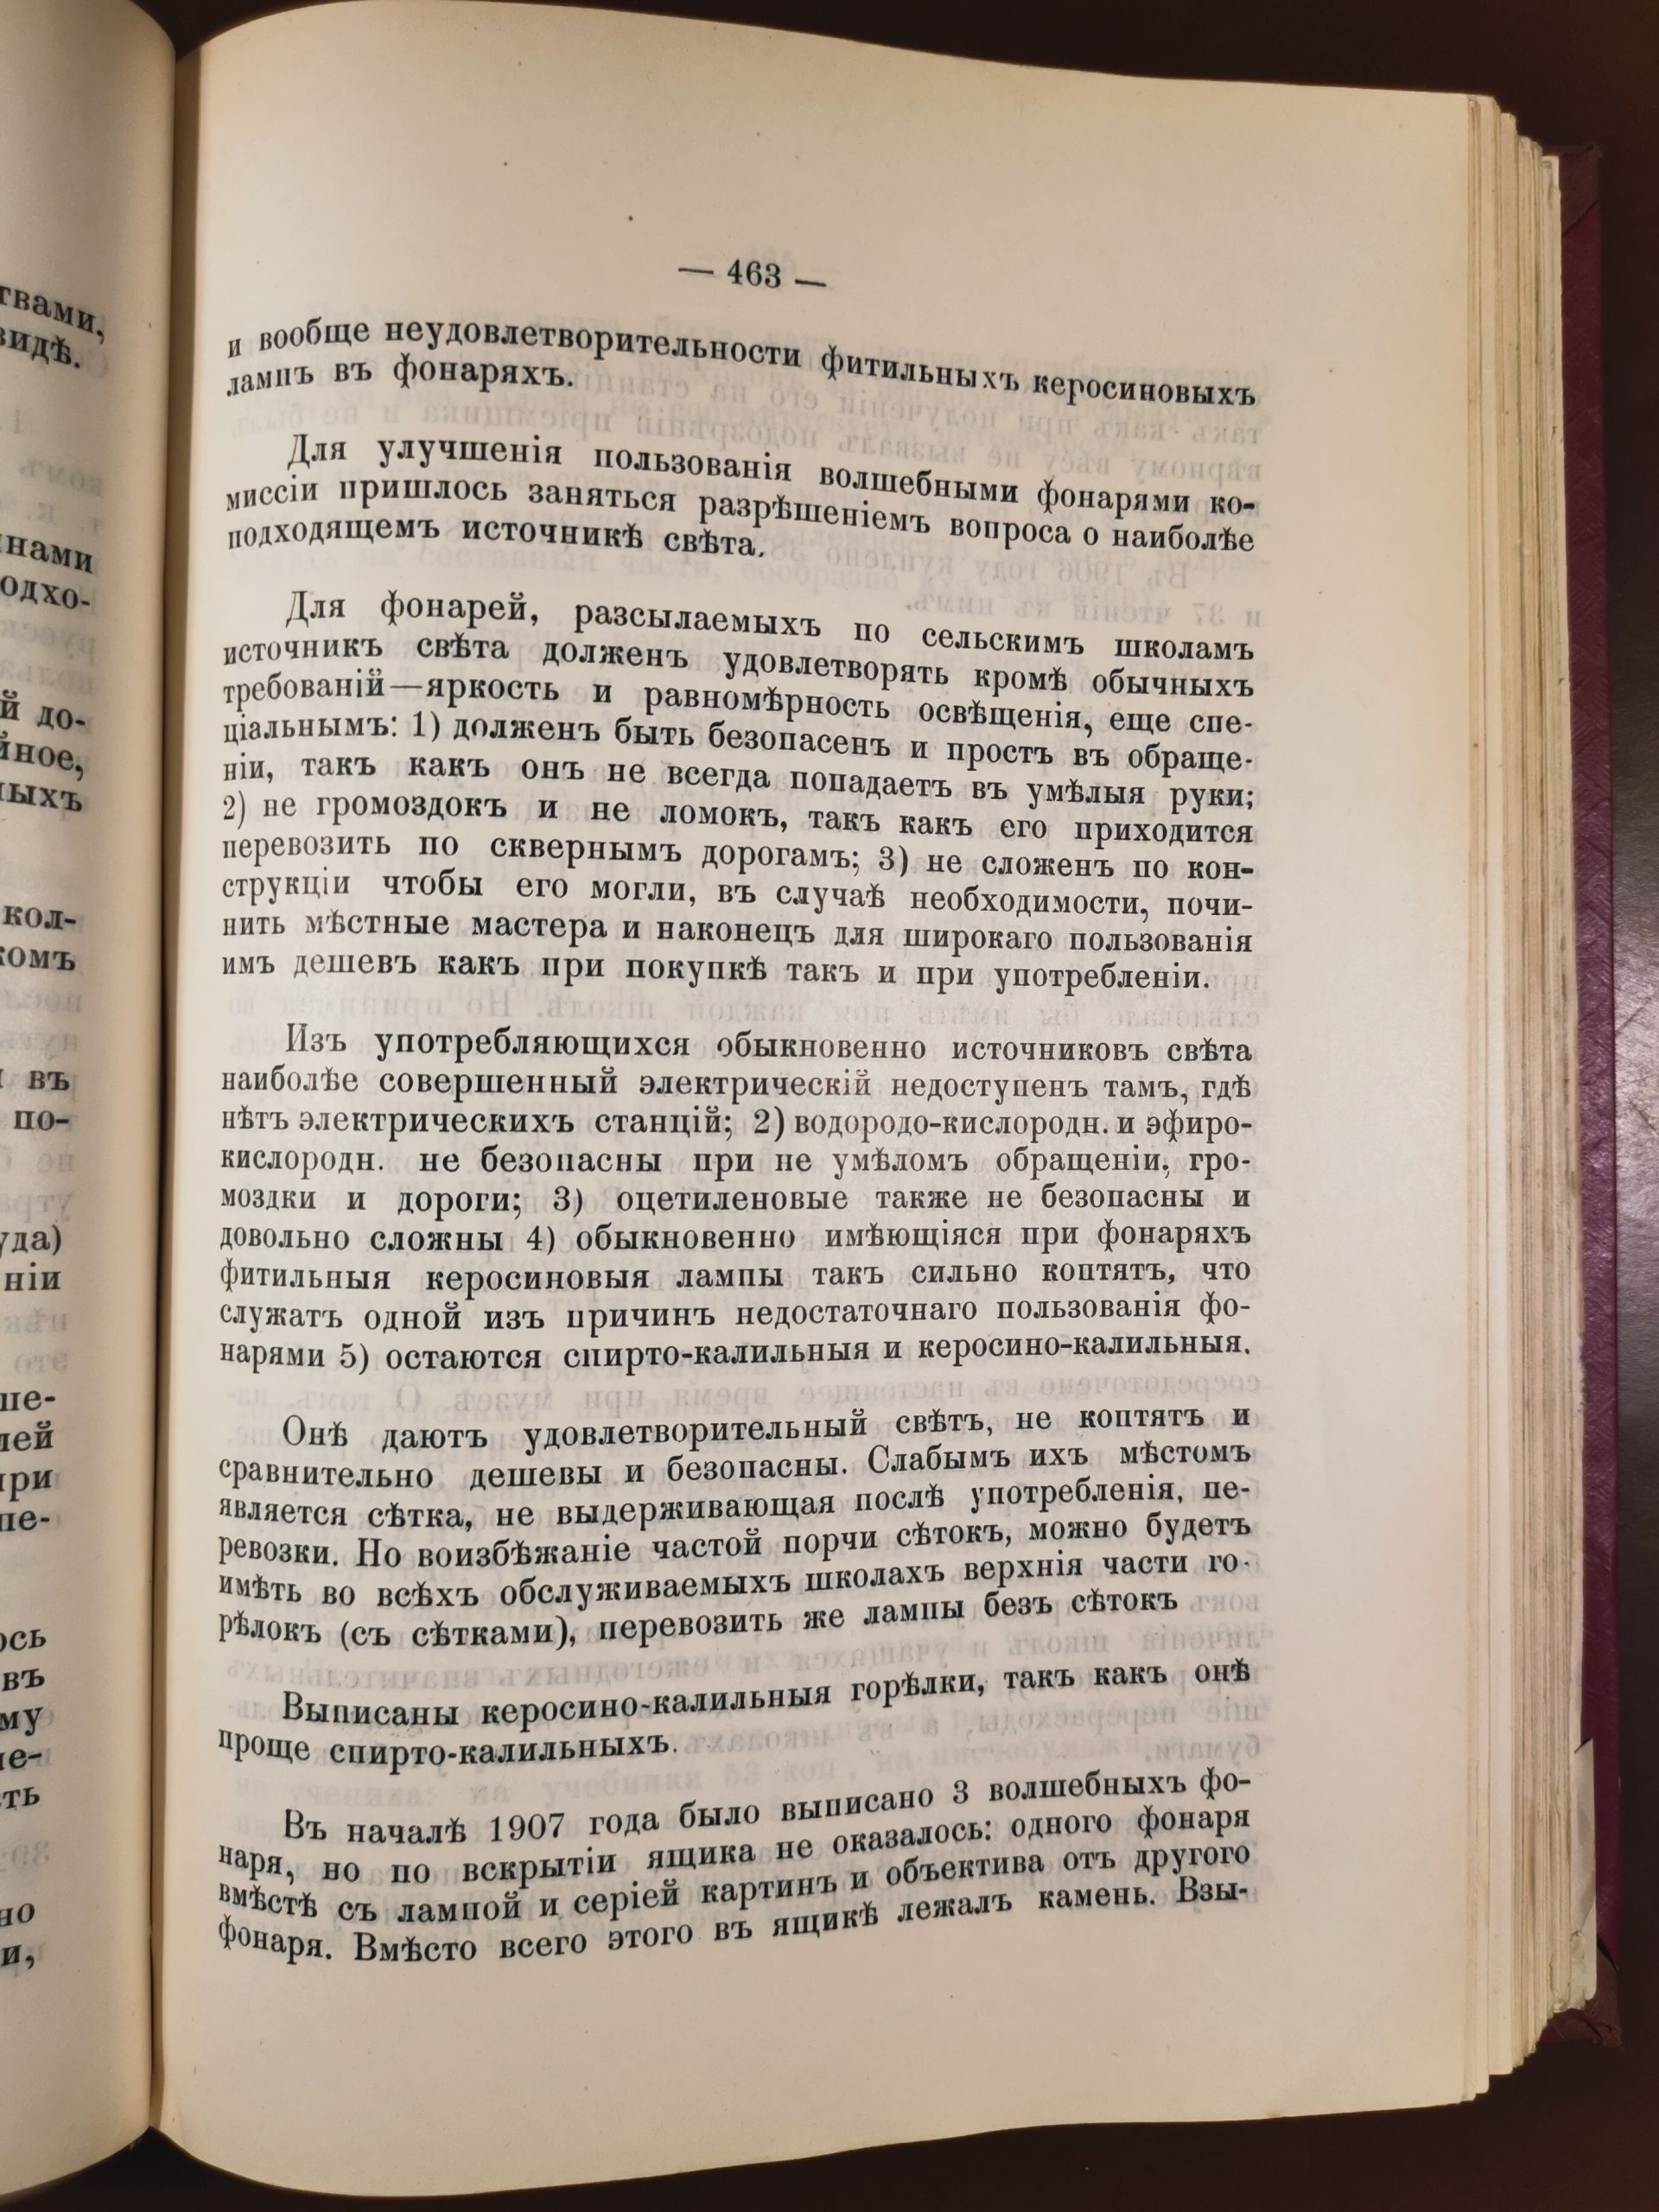 — 463 —
и вообще неудовлетворительности фитильныхъ керосиновыхъ
лампъ въ фонаряхъ.
Для улучшенія пользованія волшебными фонарями ко-
миссіи пришлось заняться разрѣшеніемъ вопроса о наиболѣе
подходящемъ источникѣ свѣта.
Для фонарей, разсылаемыхъ по сельскимъ школамъ
источникъ свѣта долженъ удовлетворять кромѣ обычныхъ
требованій—яркость и равномѣрность освѣщенія, еще спе-
ціальнымъ: 1) долженъ быть безопасенъ и простъ въ обраще-
ніи, такъ какъ онъ не всегда попадаетъ въ умѣлыя руки;
2) не громоздокъ и не ломокъ, такъ какъ его приходится
перевозить по сквернымъ дорогамъ; 3) не сложенъ по кон-
струкціи чтобы его могли, въ случаѣ необходимости, почи-
нить мѣстные мастера и наконецъ для широкаго пользованія
имъ дешевъ какъ при покупкѣ такъ и при употребленіи.
Изъ употребляющихся обыкновенно источниковъ свѣта
наиболѣе совершенный электрическій недоступенъ тамъ, гдѣ
нѣтъ электрическихъ станцій; 2) водородо-кислородн. и эфиро-
кислородн. не безопасны при не умѣломъ обращеніи, гро-
моздки и дороги; 3) оцетиленовые также не безопасны и
довольно сложны 4) обыкновенно имѣющіяся при фонаряхъ
фитильныя керосиновыя лампы такъ сильно коптятъ, что
служатъ одной изъ причинъ недостаточнаго пользованія фо-
нарями 5) остаются спирто-калильныя и керосино-калильныя.
Онѣ даютъ удовлетворительный свѣтъ, не коптятъ и
сравнительно дешевы и безопасны. Слабымъ ихъ мѣстомъ
является сѣтка, не выдерживающая послѣ употребленія, пе-
ревозки. Но воизбѣжаніе частой порчи сѣтокъ, можно будетъ
имѣть во всѣхъ обслуживаемыхъ школахъ верхнія части го-
рѣлокъ (съ сѣтками), перевозить же лампы безъ сѣтокъ
Выписаны керосино-калильныя горѣлки, такъ какъ онѣ
проще спирто-калильныхъ.
Въ началѣ 1907 года было выписано 3 волшебныхъ фо-
наря, но по вскрытіи ящика не оказалось: одного фонаря
вмѣстѣ съ лампой и серіей картинъ и объектива отъ другого
фонаря. Вмѣсто всего этого въ ящикѣ лежалъ камень. Взы-